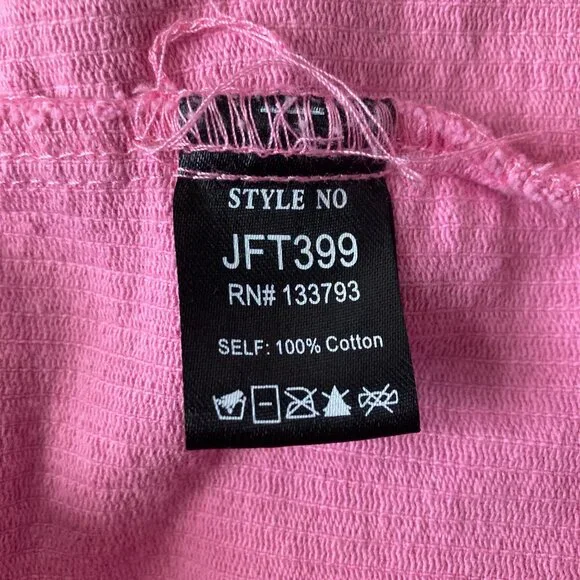 STYLE NO
JFT399
RN# 133793
SELF: 100% Cotton